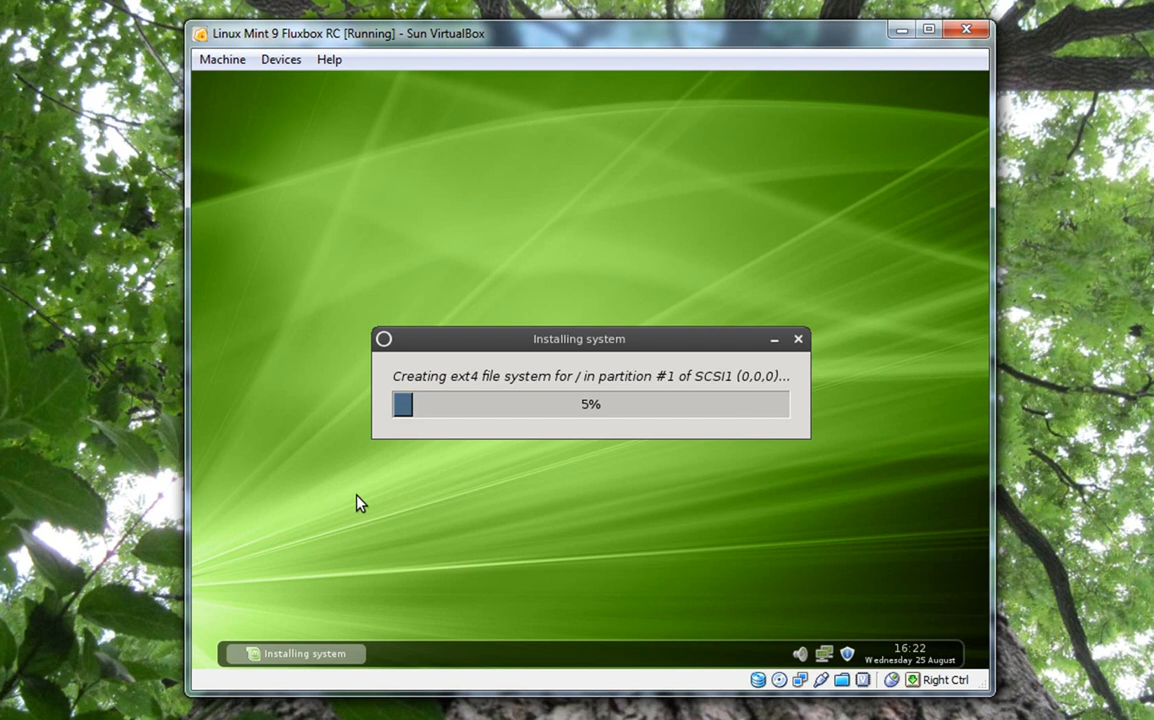 Linux Mint 9 Fluxbox RC [Running] - Sun VirtualBox
Machine Devices Help
Installing system
Creating ext4 file system for / in partition #1 of SCSI1 (0,0,0)...
5%
Installing system
16:22
Wednesday 25 August
Right Ctrl